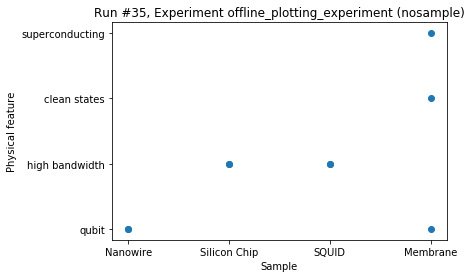 Run #35, Experiment offline_plotting_experiment (nosample)
superconducting
clean states
high bandwidth
qubit
Physical feature
Nanowire Silicon Chip SQUID Membrane
Sample